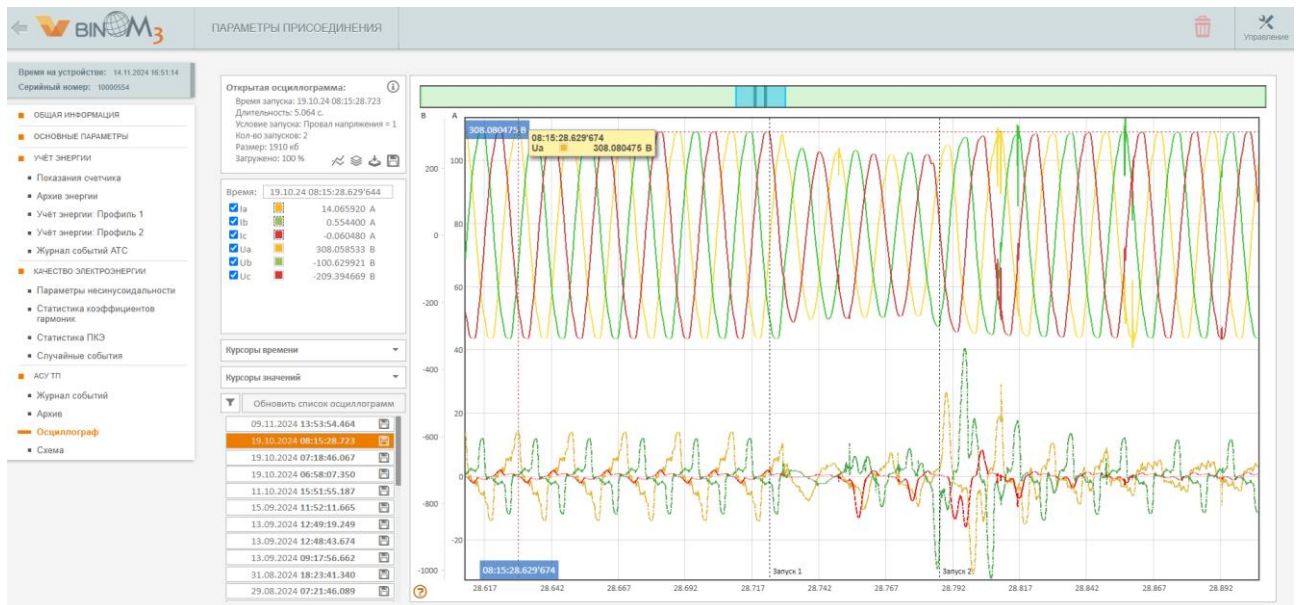 BINOM3
ПАРАМЕТРЫ ПРИСОЕДИНЕНИЯ
Управление
Время на устройстве: 14.11.2024 16:51:14
Серийный номер: 10000554
ОБЩАЯ ИНФОРМАЦИЯ
ОСНОВНЫЕ ПАРАМЕТРЫ
УЧЁТ ЭНЕРГИИ
Показания счетчика
Архив энергии
Учёт энергии: Профиль 1
Учёт энергии: Профиль 2
Журнал событий АТС
КАЧЕСТВО ЭЛЕКТРОЭНЕРГИИ
Параметры несинусоидальности
Статистика коэффициентов
гармоник
Статистика ПКЭ
Случайные события
АСУ ТП
Журнал событий
Архив
Осциллограф
Схема
Открытая осциллограмма:
Время запуска: 19.10.24 08:15:28.723
Длительность: 5.064 с.
Условие запуска: Провал напряжения = 1
Кол-во запусков: 2
Размер: 1910 кб
Загружено: 100 %
Время: 19.10.24 08:15:28.629'644
Ia 14.065920 А
Ib 0.554400 А
Ic -0.060480 А
Ua 308.058533 В
Ub -100.629921 В
Uc -209.394669 В
Курсоры времени
Курсоры значений
Обновить список осциллограмм
09.11.2024 13:53:54.464
19.10.2024 08:15:28.723
19.10.2024 07:18:46.067
19.10.2024 06:58:07.350
11.10.2024 15:51:55.187
15.09.2024 11:52:11.665
13.09.2024 12:49:19.249
13.09.2024 12:48:43.674
13.09.2024 09:17:56.662
31.08.2024 18:23:41.340
29.08.2024 07:21:46.089
В А
308.080475 В
08:15:28.629'674
Ua 308.080475 В
200
0
-200
-400
-600
-800
-1000
100
80
60
40
20
0
-20
08:15:28.629'674
Запуск 1
Запуск 2
28.617 28.642 28.667 28.692 28.717 28.742 28.767 28.792 28.817 28.842 28.867 28.892